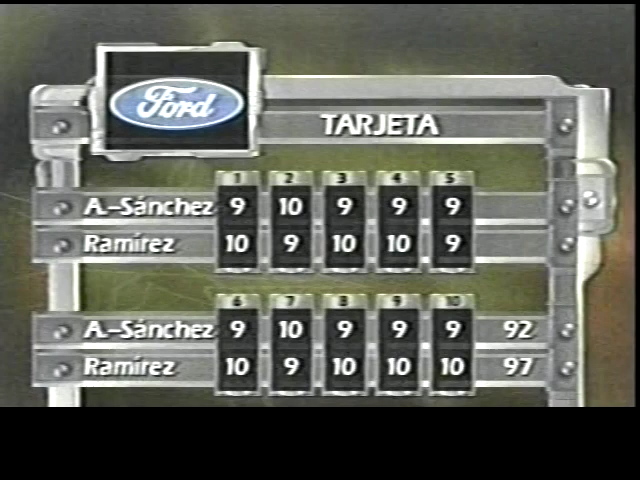 Ford
TARJETA
1 2 3 4 5
A.-Sánchez 9 10 9 9 9
Ramírez 10 9 10 10 9
6 7 8 9 10
A.-Sánchez 9 10 9 9 9 92
Ramírez 10 9 10 10 10 97